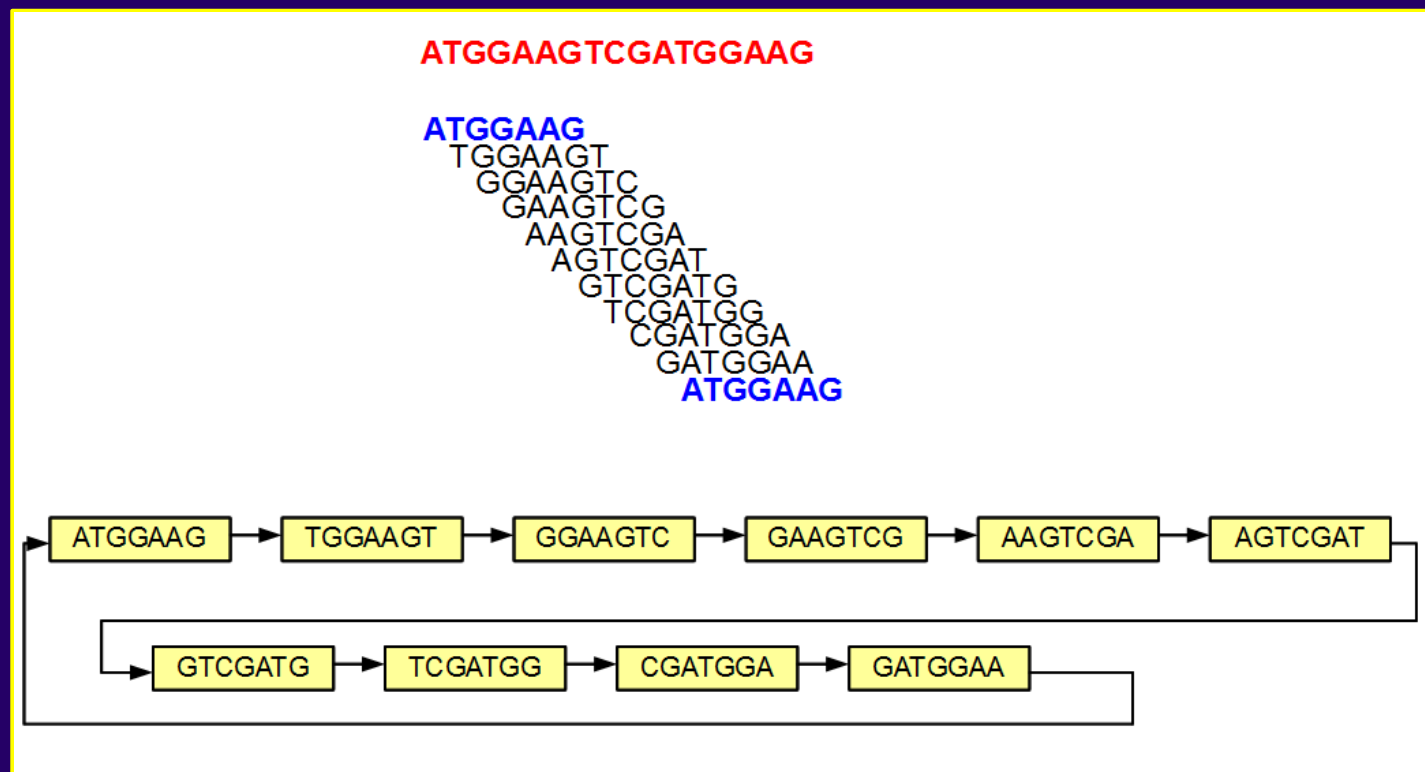 ATGGAAGTCGATGGAAG
ATGGAAG
TGGAAGT
GGAAGTC
GAAGTCG
AAGTCGA
AGTCGAT
GTCGATG
TCGATGG
CGATGGA
GATGGAA
ATGGAAG
ATGGAAG TGGAAGT GGAAGTC GAAGTCG AAGTCGA AGTCGAT
GTCGATG TCGATGG CGATGGA GATGGAA